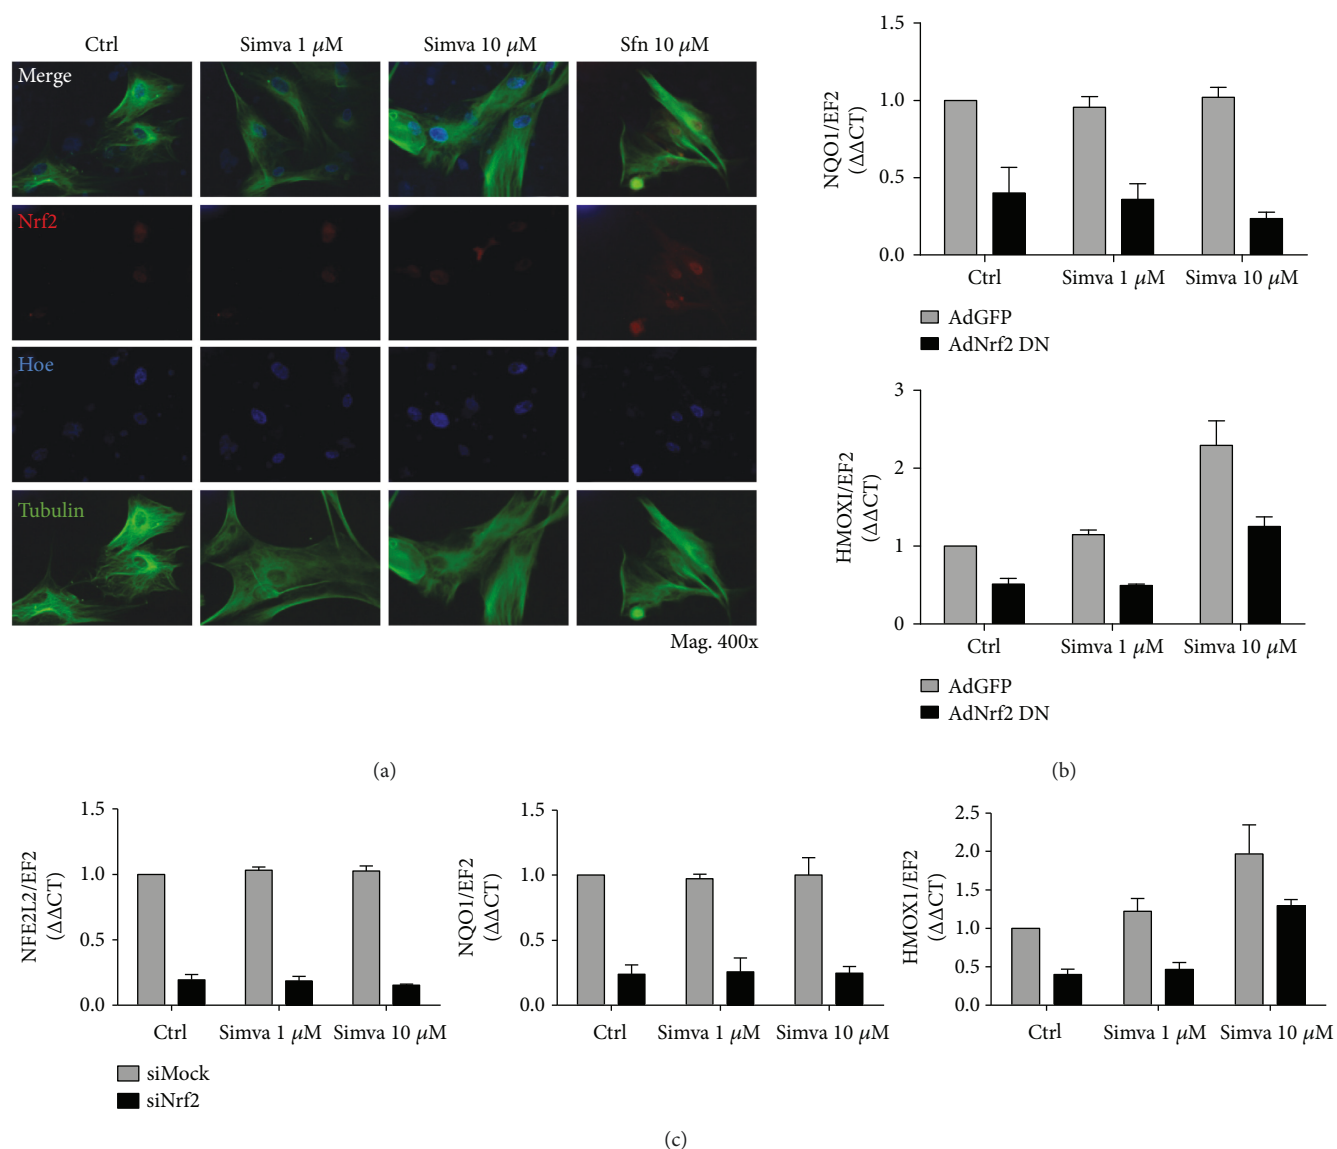 Ctrl Simva 1 μM Simva 10 μM Sfn 10 μM
Merge
Nrf2
Hoe
Tubulin
Mag. 400x
(a)
NQO1/EF2
(ΔΔCT)
1.5
1.0
0.5
0.0
Ctrl Simva 1 μM Simva 10 μM
AdGFP
AdNrf2 DN
HMOXI/EF2
(ΔΔCT)
3
2
1
0
Ctrl Simva 1 μM Simva 10 μM
AdGFP
AdNrf2 DN
(b)
NFE2L2/EF2
(ΔΔCT)
1.5
1.0
0.5
0.0
Ctrl Simva 1 μM Simva 10 μM
siMock
siNrf2
NQO1/EF2
(ΔΔCT)
1.5
1.0
0.5
0.0
Ctrl Simva 1 μM Simva 10 μM
HMOX1/EF2
(ΔΔCT)
2.5
2.0
1.5
1.0
0.5
0.0
Ctrl Simva 1 μM Simva 10 μM
(c)